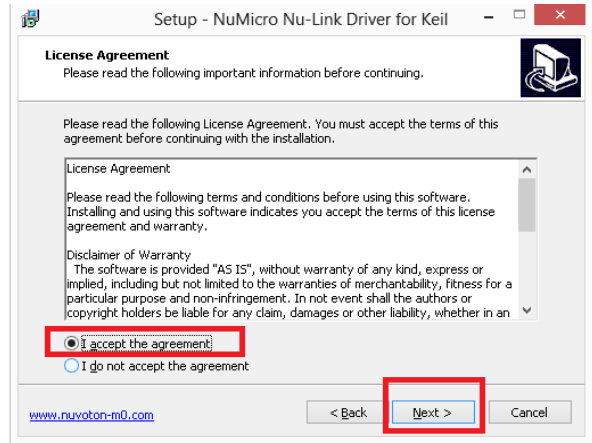 Setup - NuMicro Nu-Link Driver for Keil
License Agreement
Please read the following important information before continuing.
Please read the following License Agreement. You must accept the terms of this
agreement before continuing with the installation.
License Agreement
Please read the following terms and conditions before using this software.
Installing and using this software indicates you accept the terms of this license
agreement and warranty.
Disclaimer of Warranty
The software is provided "AS IS", without warranty of any kind, express or
implied, including but not limited to the warranties of merchantability, fitness for a
particular purpose and non-infringement. In not event shall the authors or
copyright holders be liable for any claim, damages or other liability, whether in an
I accept the agreement
I do not accept the agreement
www.nuvoton-m0.com
< Back Next > Cancel